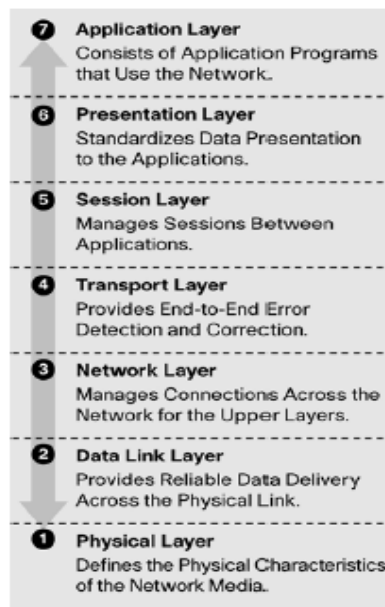 7 Application Layer
Consists of Application Programs
that Use the Network.
6 Presentation Layer
Standardizes Data Presentation
to the Applications.
5 Session Layer
Manages Sessions Between
Applications.
4 Transport Layer
Provides End-to-End Error
Detection and Correction.
3 Network Layer
Manages Connections Across the
Network for the Upper Layers.
2 Data Link Layer
Provides Reliable Data Delivery
Across the Physical Link.
1 Physical Layer
Defines the Physical Characteristics
of the Network Media.